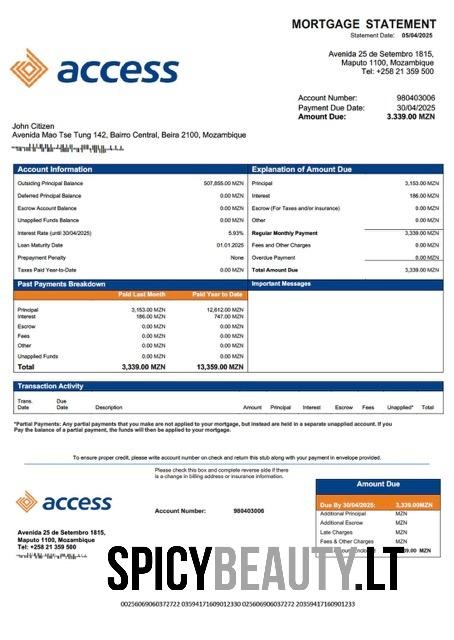 MORTGAGE STATEMENT
Statement Date: 05/04/2025
access
Avenida 25 de Setembro 1815,
Maputo 1100, Mozambique
Tel: +258 21 359 500
Account Number: 980403006
Payment Due Date: 30/04/2025
Amount Due: 3.339.00 MZN
John Citizen
Avenida Mao Tse Tung 142, Bairro Central, Beira 2100, Mozambique
Account Information
Outsiding Principal Balance 507,855.00 MZN
Deferred Principal Balance 0.00 MZN
Escrow Account Balance 0.00 MZN
Unapplied Funds Balance 0.00 MZN
Interest Rate (until 30/04/2025) 5.93%
Loan Maturity Date 01.01.2025
Prepayment Penalty None
Taxes Paid Year-to-Date 0.00 MZN
Explanation of Amount Due
Principal 3,153.00 MZN
Interest 186.00 MZN
Escrow (For Taxes and/or insurance) 0.00 MZN
Other 0.00 MZN
Regular Monthly Payment 3,339.00 MZN
Fees and Other Charges 0.00 MZN
Overdue Payment 0.00 MZN
Total Amount Due 3,339.00 MZN
Past Payments Breakdown
Paid Last Month Paid Year to Date
Principal 3,153.00 MZN 12,612.00 MZN
Interest 186.00 MZN 747.00 MZN
Escrow 0.00 MZN 0.00 MZN
Fees 0.00 MZN 0.00 MZN
Other 0.00 MZN 0.00 MZN
Unapplied Funds 0.00 MZN 0.00 MZN
Total 3,339.00 MZN 13,359.00 MZN
Important Messages
Transaction Activity
Trans. Date Due Date Description Amount Principal Interest Escrow Fees Unapplied* Total
*Partial Payments: Any partial payments that you make are not applied to your mortgage, but instead are held in a separate unapplied account. If you
Pay the balance of a partial payment, the funds will then be applied to your mortgage.
To ensure proper credit, please write account number on check and return this stub along with your payment in envelope provided.
Please check this box and complete reverse side if there
is a change in billing address or insurance information.
access
Account Number: 980403006
Avenida 25 de Setembro 1815,
Maputo 1100, Mozambique
Tel: +258 21 359 500
Amount Due
Due By 30/04/2025: 3,339.00MZN
Additional Principal MZN
Additional Escrow MZN
Late Charges MZN
Fees & Other Charges MZN
MZN
SPICYBEAUTY.LT
00256069060372722 03594171609012330 0256069060 37272 20359417160901233